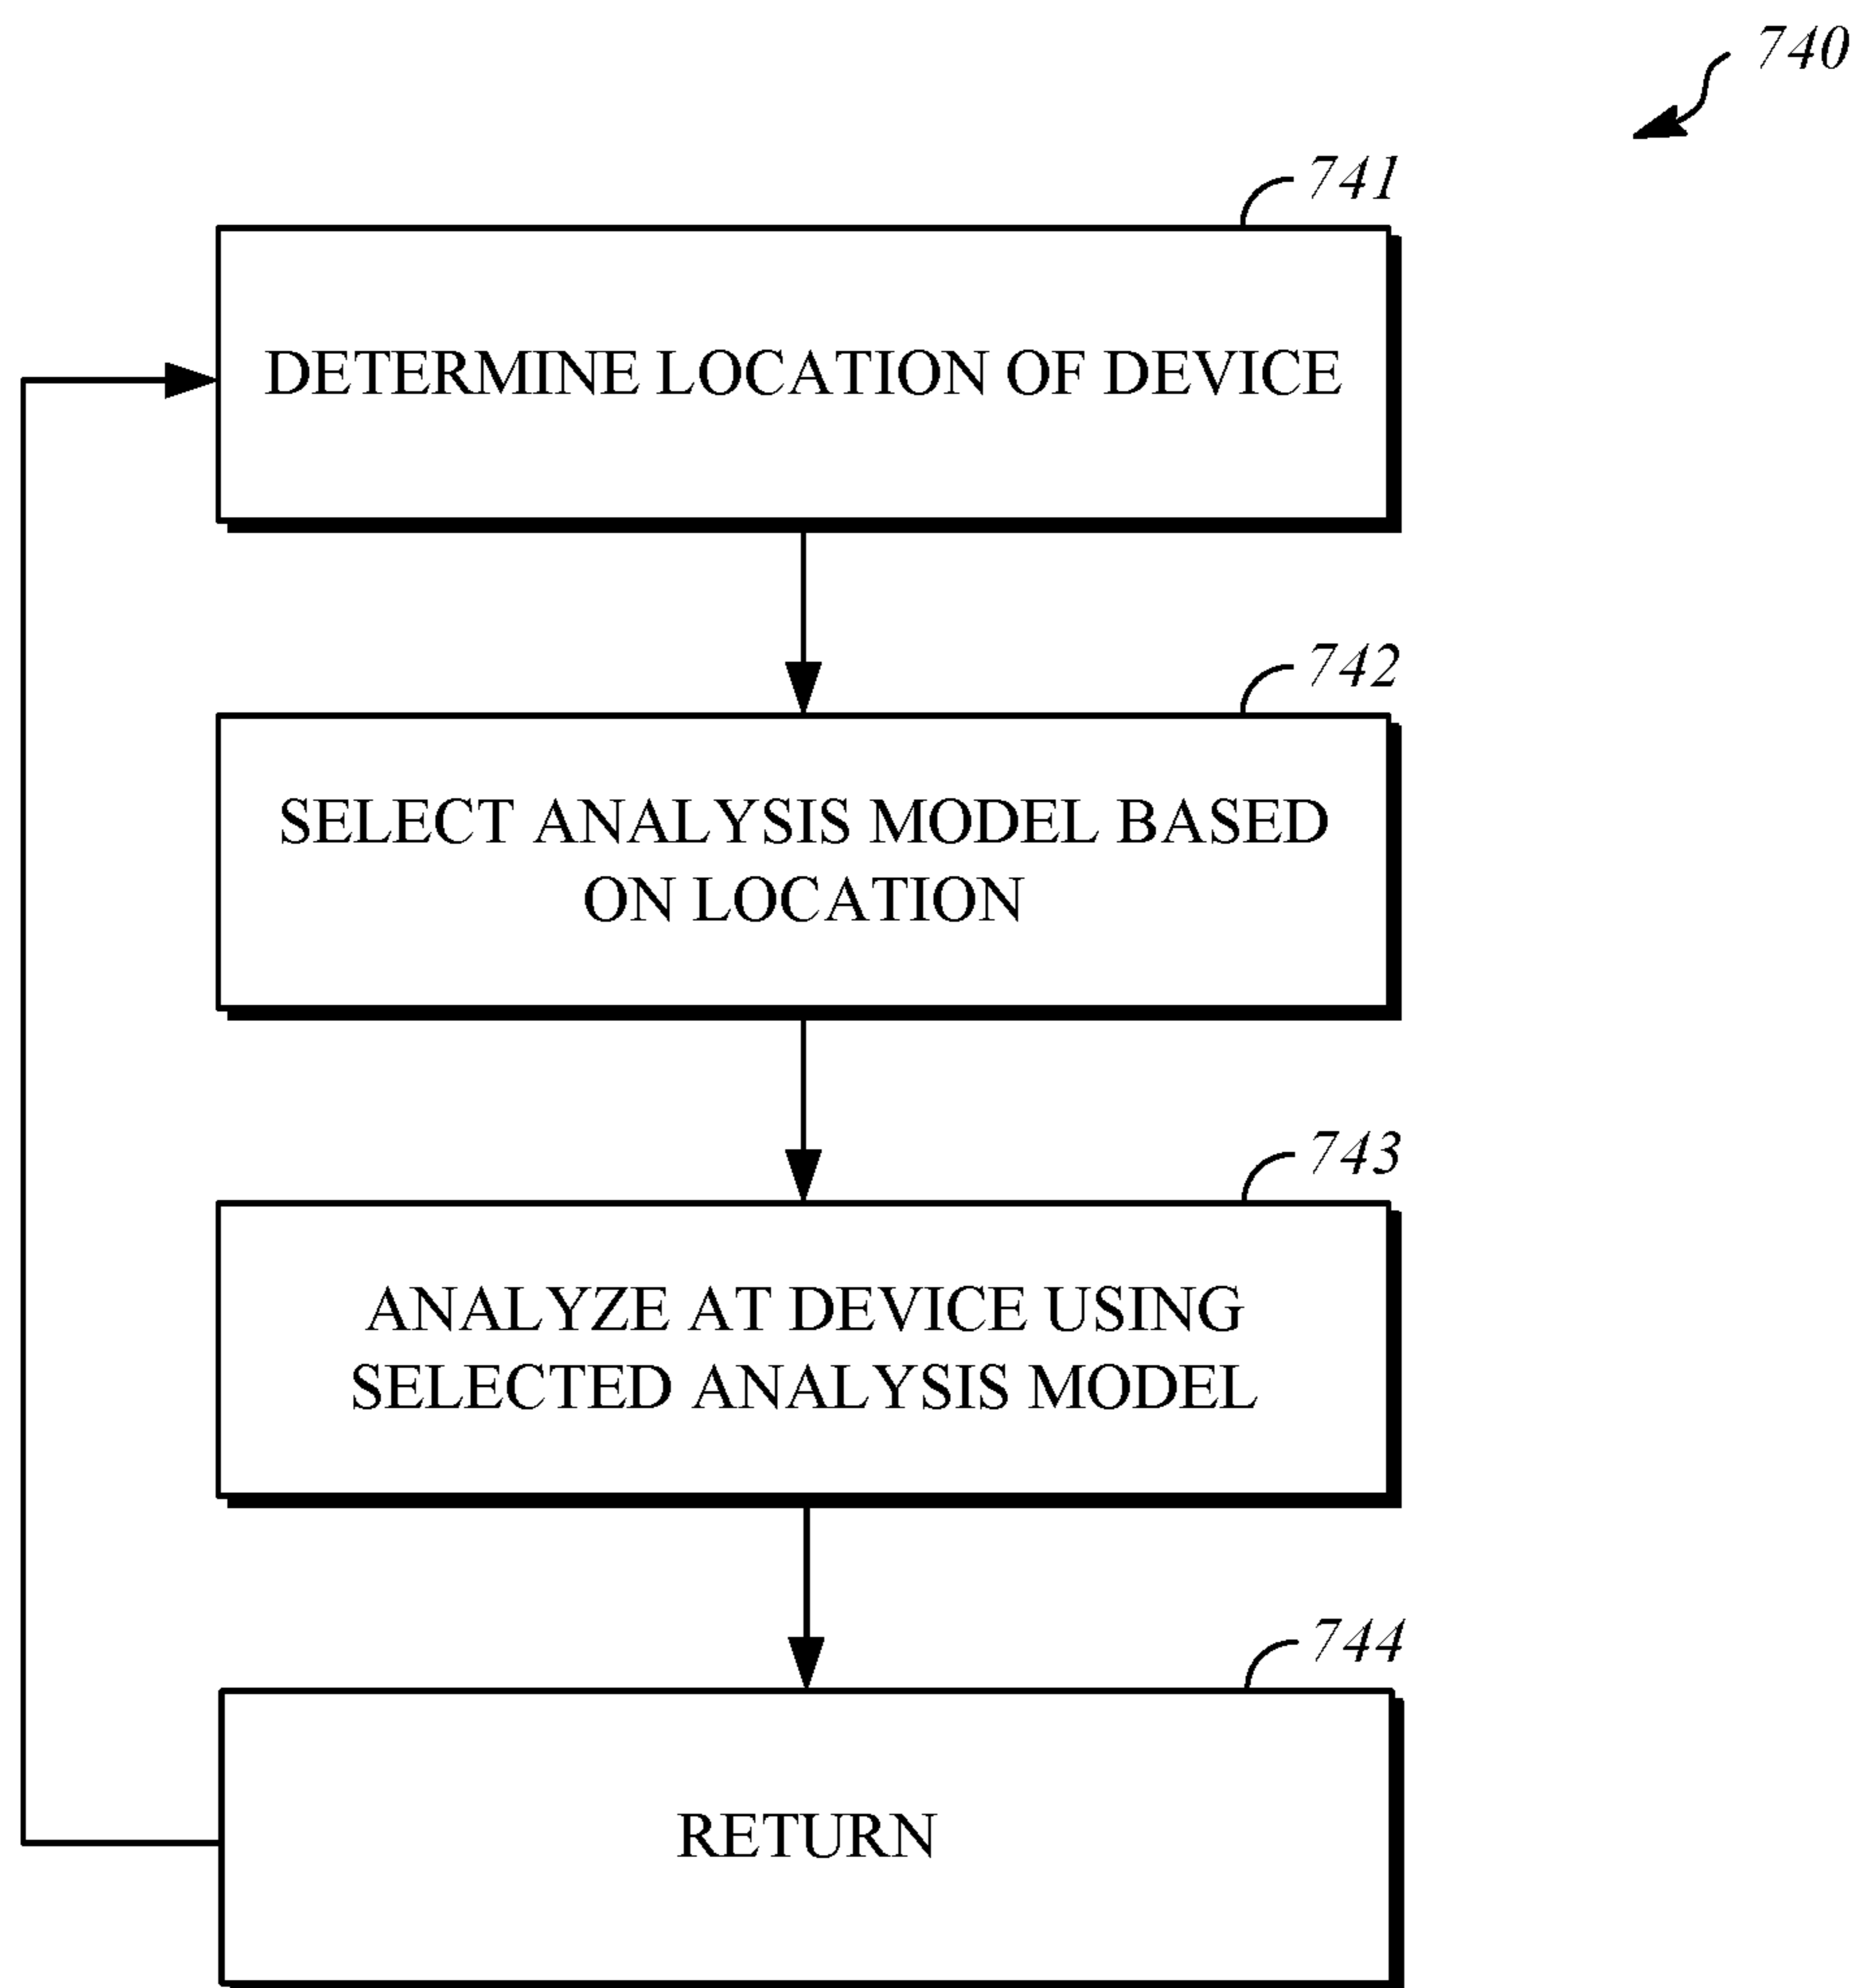 740
741
DETERMINE LOCATION OF DEVICE
742
SELECT ANALYSIS MODEL BASED
ON LOCATION
743
ANALYZE AT DEVICE USING
SELECTED ANALYSIS MODEL
744
RETURN